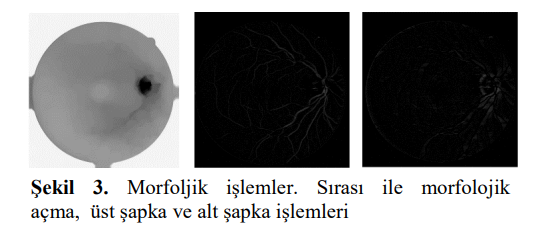 Şekil 3. Morfoljik işlemler. Sırası ile morfolojik
açma, üst şapka ve alt şapka işlemleri